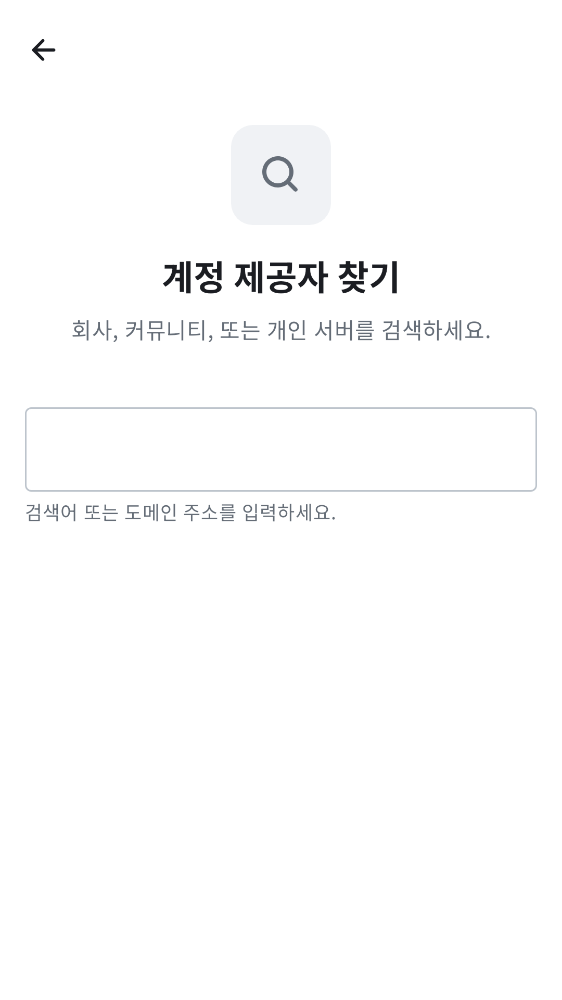 계정 제공자 찾기
회사, 커뮤니티, 또는 개인 서버를 검색하세요.
검색어 또는 도메인 주소를 입력하세요.